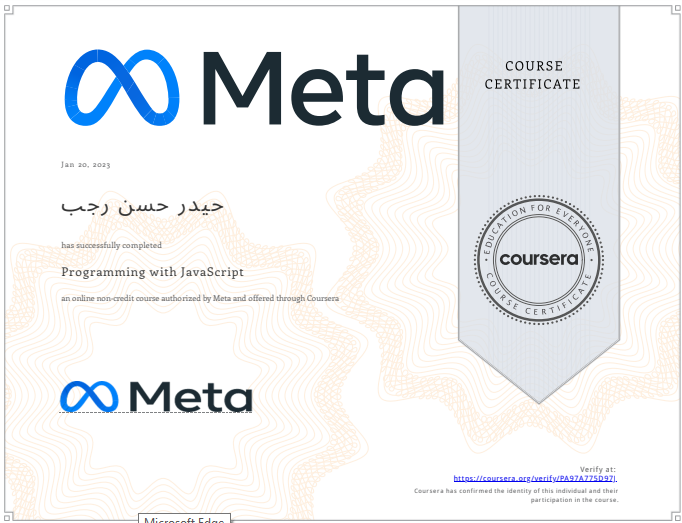 Meta
COURSE
CERTIFICATE
Jan 20, 2023
حيدر حسن رجب
has successfully completed
Programming with JavaScript
an online non-credit course authorized by Meta and offered through Coursera
EDUCATION FOR EVERYONE
coursera
COURSE CERTIFICATE
Meta
Verify at:
https://coursera.org/verify/PA97A775D97J
Coursera has confirmed the identity of this individual and their
participation in the course.
Microsoft Edge